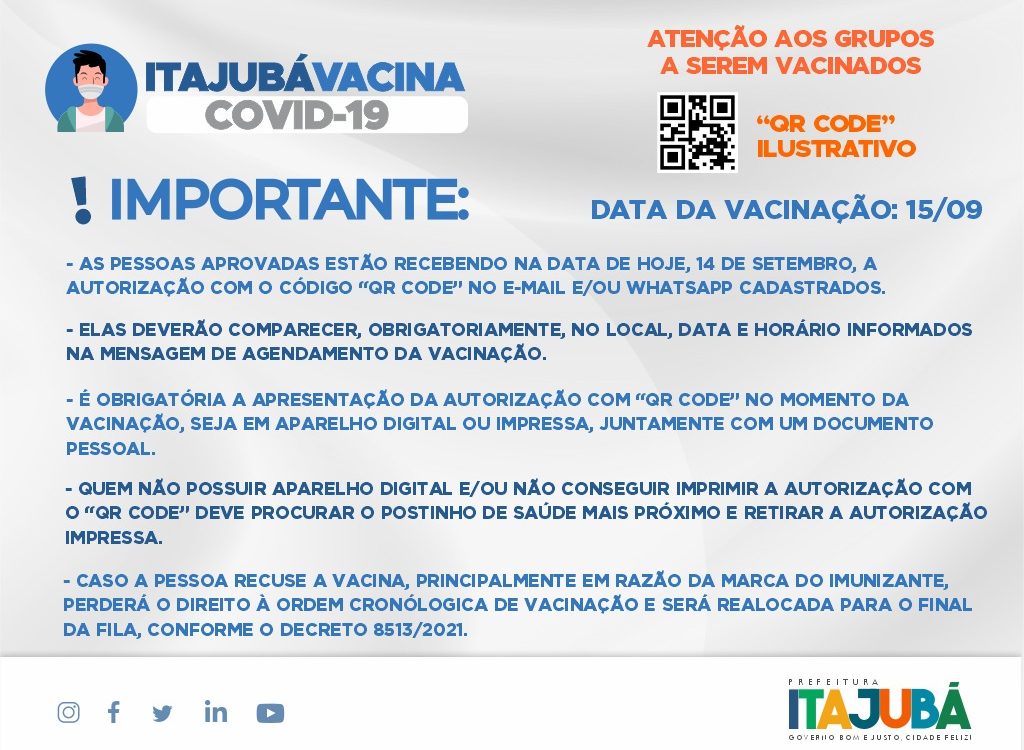 ITAJUBÁVACINA
COVID-19
ATENÇÃO AOS GRUPOS
A SEREM VACINADOS
“QR CODE”
ILUSTRATIVO
! IMPORTANTE:
DATA DA VACINAÇÃO: 15/09
- AS PESSOAS APROVADAS ESTÃO RECEBENDO NA DATA DE HOJE, 14 DE SETEMBRO, A
AUTORIZAÇÃO COM O CÓDIGO “QR CODE” NO E-MAIL E/OU WHATSAPP CADASTRADOS.
- ELAS DEVERÃO COMPARECER, OBRIGATORIAMENTE, NO LOCAL, DATA E HORÁRIO INFORMADOS
NA MENSAGEM DE AGENDAMENTO DA VACINAÇÃO.
- É OBRIGATÓRIA A APRESENTAÇÃO DA AUTORIZAÇÃO COM “QR CODE” NO MOMENTO DA
VACINAÇÃO, SEJA EM APARELHO DIGITAL OU IMPRESSA, JUNTAMENTE COM UM DOCUMENTO
PESSOAL.
- QUEM NÃO POSSUIR APARELHO DIGITAL E/OU NÃO CONSEGUIR IMPRIMIR A AUTORIZAÇÃO COM
O “QR CODE” DEVE PROCURAR O POSTINHO DE SAÚDE MAIS PRÓXIMO E RETIRAR A AUTORIZAÇÃO
IMPRESSA.
- CASO A PESSOA RECUSE A VACINA, PRINCIPALMENTE EM RAZÃO DA MARCA DO IMUNIZANTE,
PERDERÁ O DIREITO À ORDEM CRONÓLOGICA DE VACINAÇÃO E SERÁ REALOCADA PARA O FINAL
DA FILA, CONFORME O DECRETO 8513/2021.
PREFEITURA
ITAJUBÁ
GOVERNO BOM E JUSTO, CIDADE FELIZ!